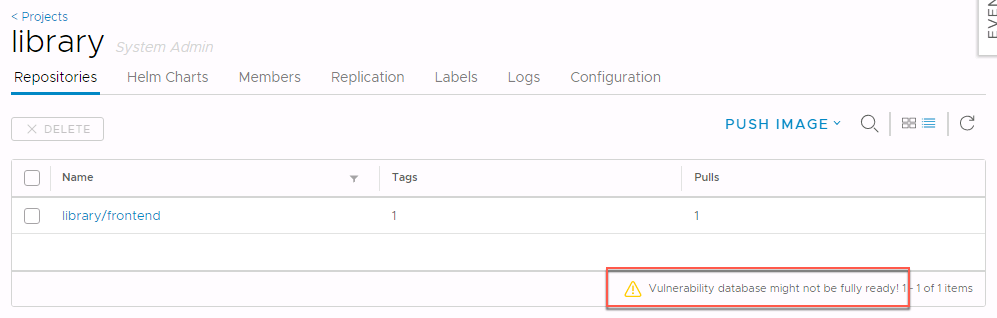 < Projects
library System Admin
Repositories Helm Charts Members Replication Labels Logs Configuration
× DELETE PUSH IMAGE
Name Tags Pulls
library/frontend 1 1
Vulnerability database might not be fully ready! 1 - 1 of 1 items
EVEN